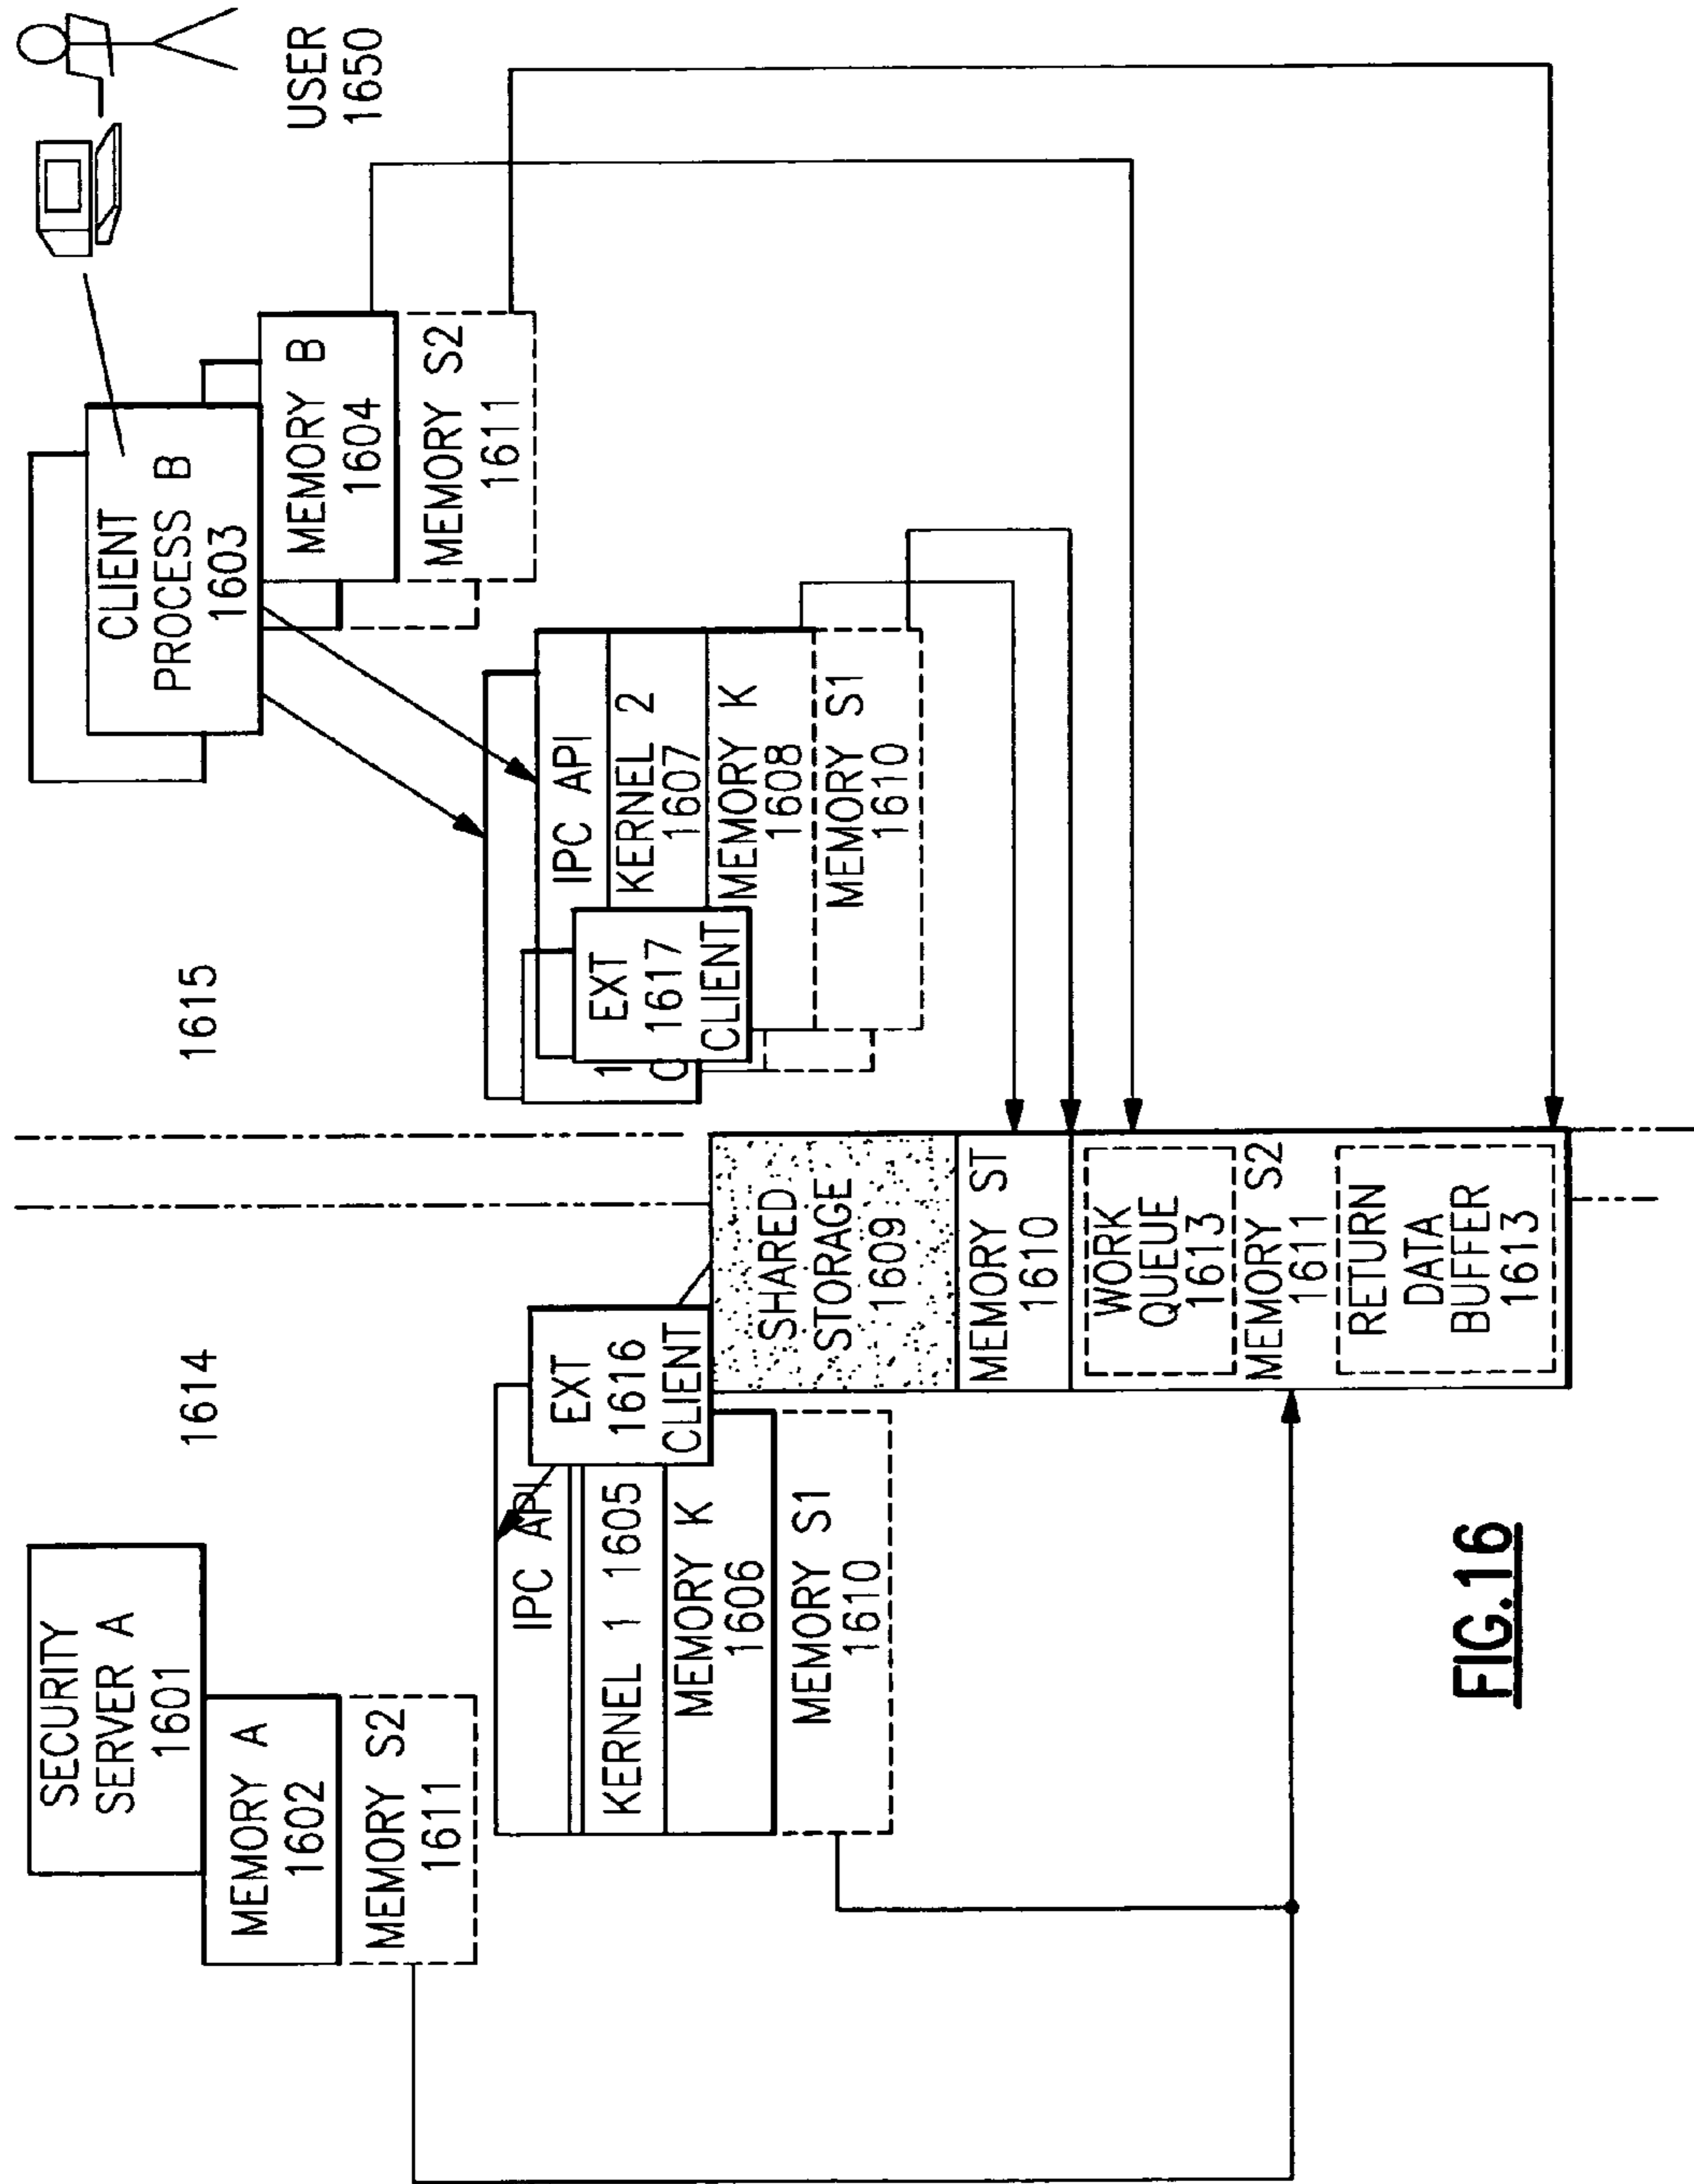 SECURITY
SERVER A
1601
MEMORY A
1602
MEMORY S2
1611
1614
IPC API
KERNEL 1 1605
MEMORY K
1606
MEMORY S1
1610
EXT
1616
CLIENT
SHARED
STORAGE
1609
MEMORY ST
1610
WORK
QUEUE
1613
MEMORY S2
1611
RETURN
DATA
BUFFER
1613
1615
IPC API
KERNEL 2
1607
MEMORY K
1608
MEMORY S1
1610
EXT
1617
CLIENT
1
CLIENT
PROCESS B
1603
MEMORY B
1604
MEMORY S2
1611
USER
1650
FIG.16